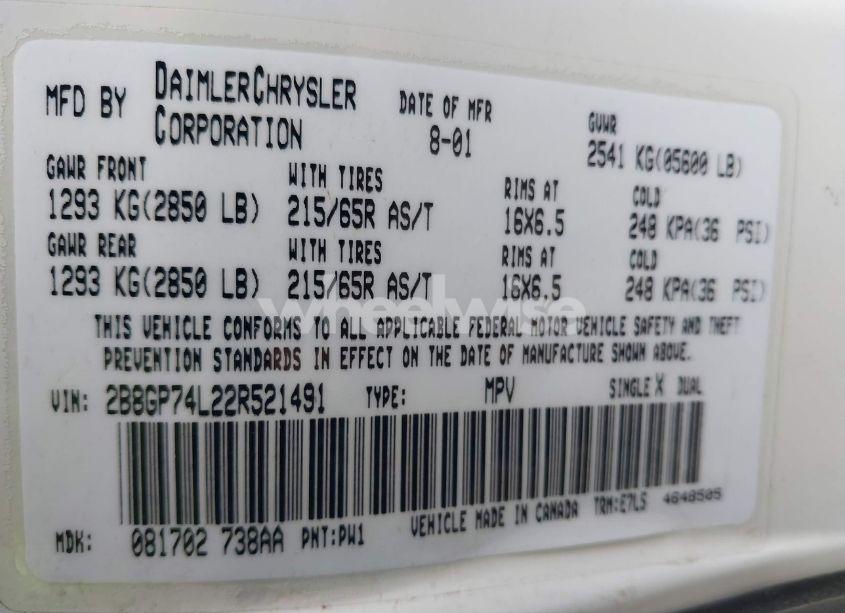 MFD BY DAIMLERCHRYSLER CORPORATION DATE OF MFR 8-01 GVWR 2541 KG(05600 LB)
GAWR FRONT WITH TIRES RIMS AT COLD
1293 KG(2850 LB) 215/65R AS/T 16X6.5 248 KPA(36 PSI)
GAWR REAR WITH TIRES RIMS AT COLD
1293 KG(2850 LB) 215/65R AS/T 16X6.5 248 KPA(36 PSI)
wheelwise
THIS VEHICLE CONFORMS TO ALL APPLICABLE FEDERAL MOTOR VEHICLE SAFETY AND THEFT
PREVENTION STANDARDS IN EFFECT ON THE DATE OF MANUFACTURE SHOWN ABOVE.
VIN: 2B8GP74L22R521491 TYPE: MPV SINGLE X DUAL
MDH: 081702 738AA PNT: PW1 VEHICLE MADE IN CANADA TRM:E7L5 4648505